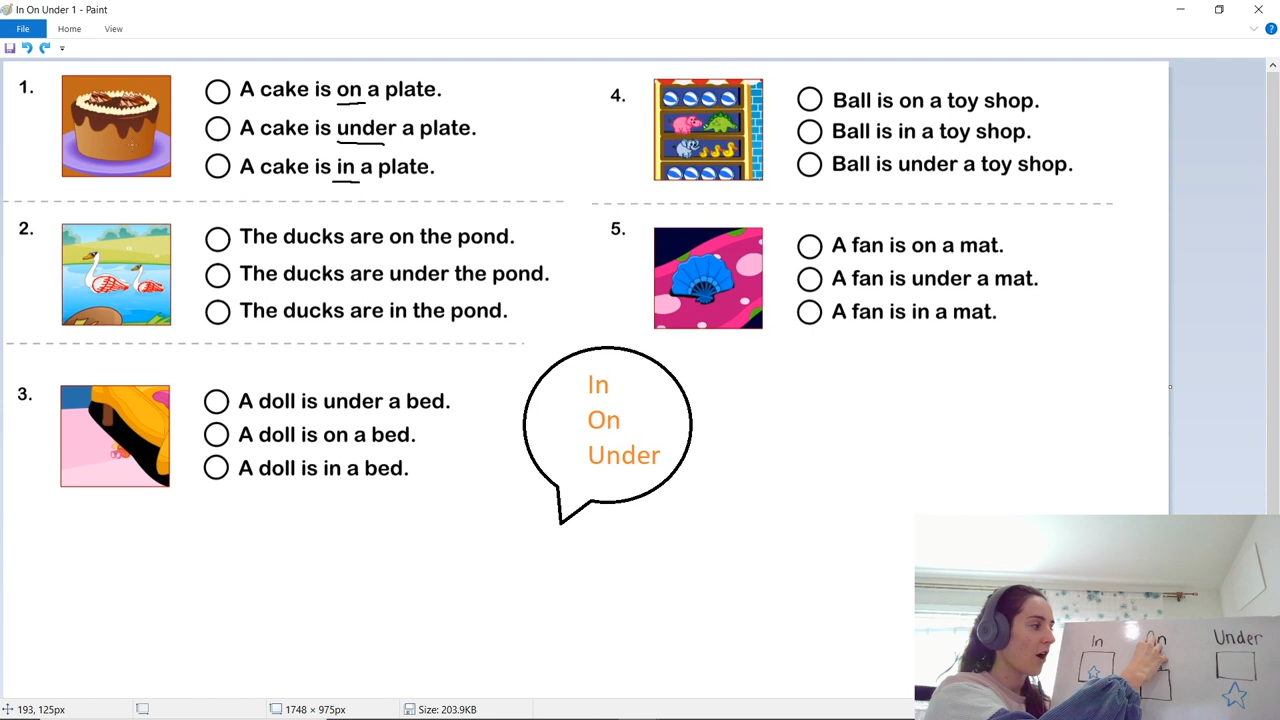 In On Under 1 - Paint
File Home View
1.
A cake is on a plate.
A cake is under a plate.
A cake is in a plate.
2.
The ducks are on the pond.
The ducks are under the pond.
The ducks are in the pond.
3.
A doll is under a bed.
A doll is on a bed.
A doll is in a bed.
4.
Ball is on a toy shop.
Ball is in a toy shop.
Ball is under a toy shop.
5.
A fan is on a mat.
A fan is under a mat.
A fan is in a mat.
In
On
Under
In On Under
193, 125px 1748 × 975px Size: 203.9KB